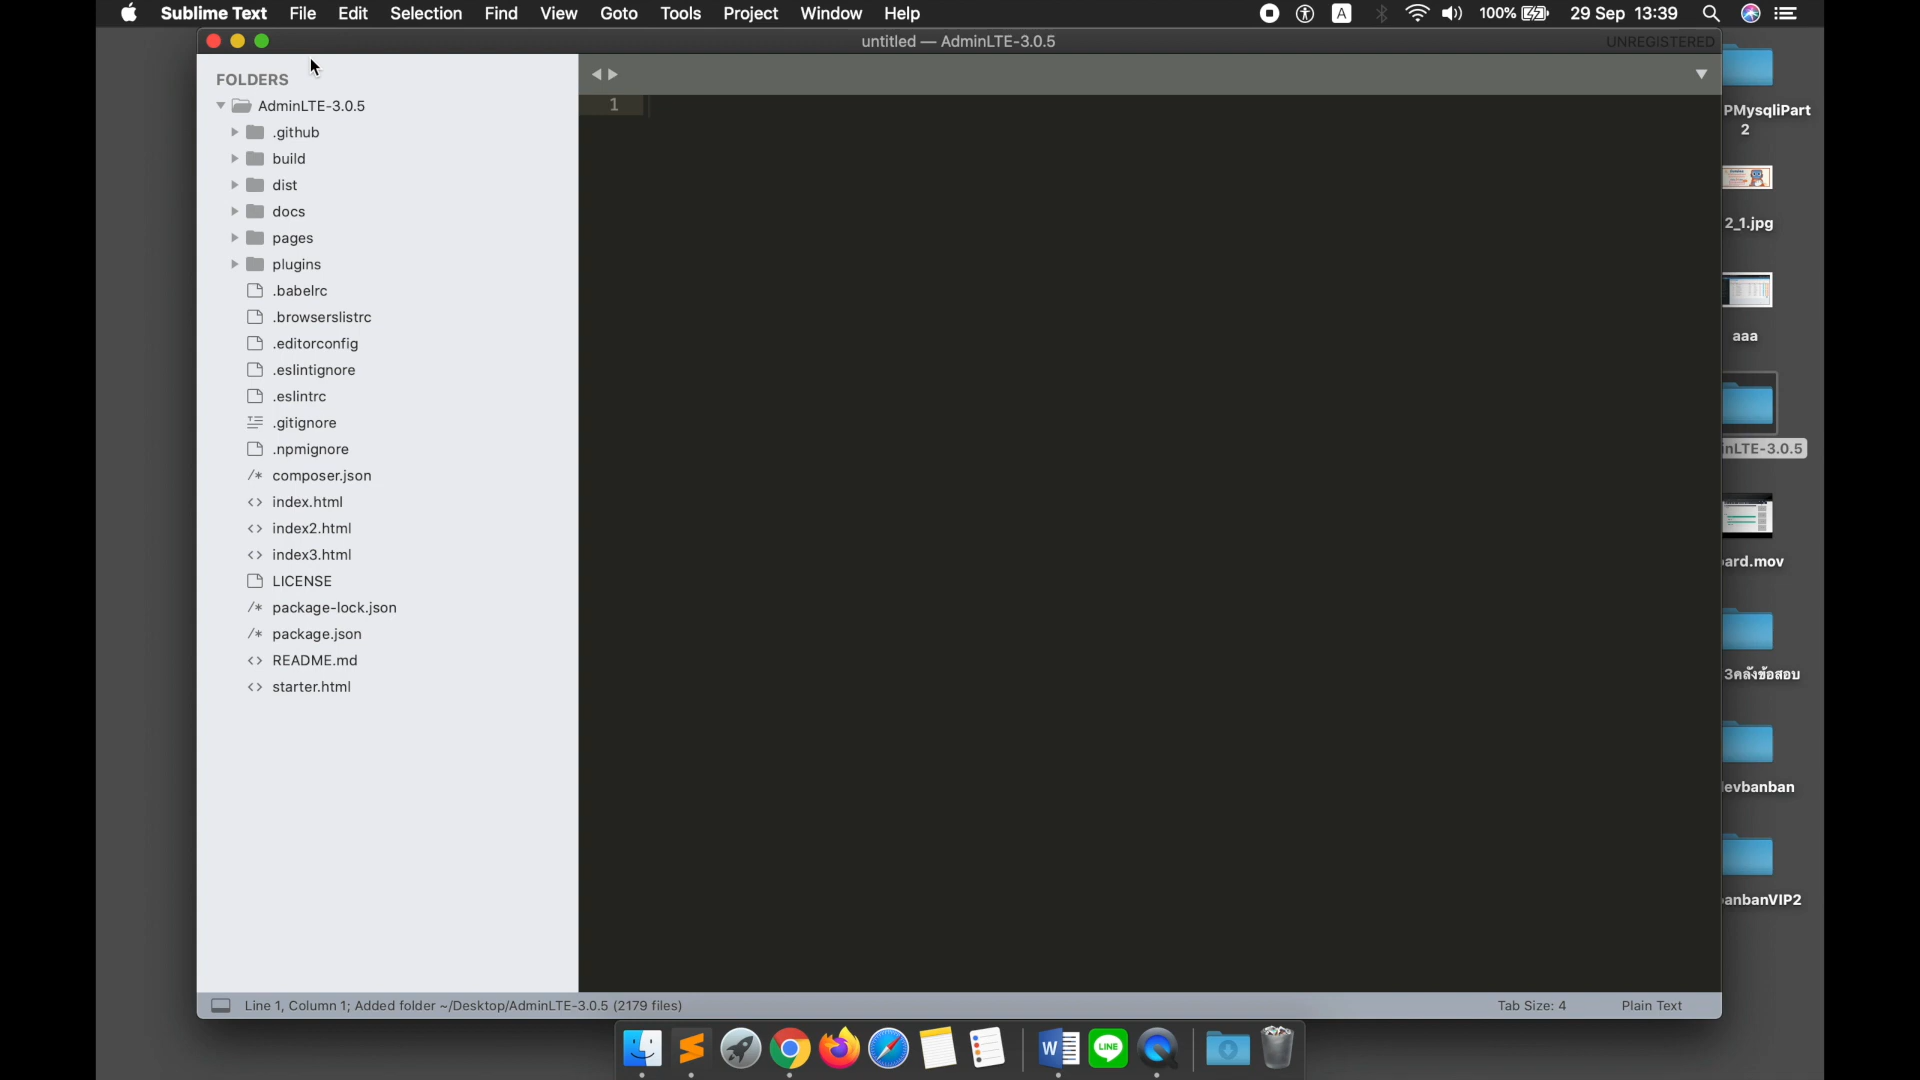 Sublime Text File Edit Selection Find View Goto Tools Project Window Help A 100% 29 Sep 13:39
untitled — AdminLTE-3.0.5 UNREGISTERED
FOLDERS
AdminLTE-3.0.5
.github
build
dist
docs
pages
plugins
.babelrc
.browserslistrc
.editorconfig
.eslintignore
.eslintrc
.gitignore
.npmignore
/* composer.json
<> index.html
<> index2.html
<> index3.html
LICENSE
/* package-lock.json
/* package.json
<> README.md
<> starter.html
1
PMysqliPart
2
2_1.jpg
aaa
inLTE-3.0.5
ard.mov
3คลังข้อสอบ
levbanban
anbanVIP2
Line 1, Column 1; Added folder ~/Desktop/AdminLTE-3.0.5 (2179 files) Tab Size: 4 Plain Text
W LINE